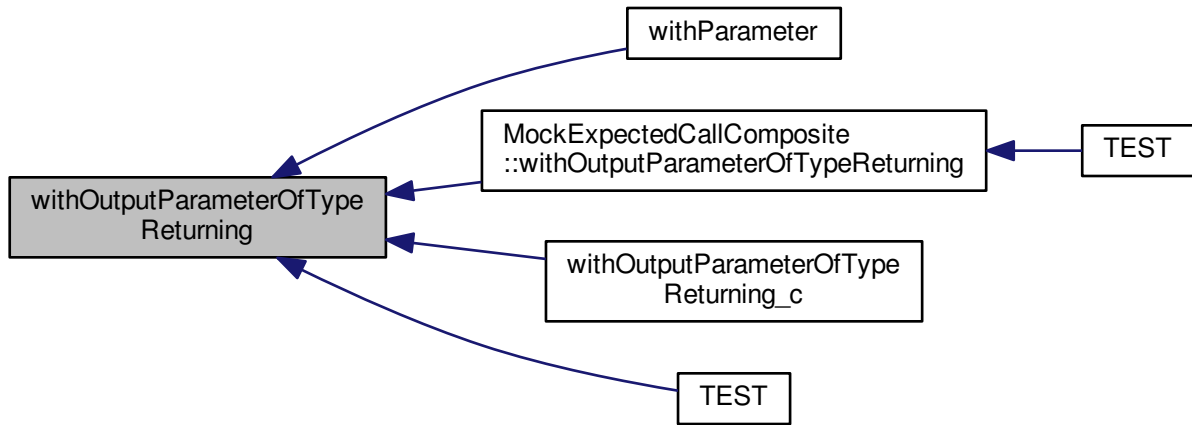 withParameter
MockExpectedCallComposite
::withOutputParameterOfTypeReturning
TEST
withOutputParameterOfType
Returning
withOutputParameterOfType
Returning_c
TEST